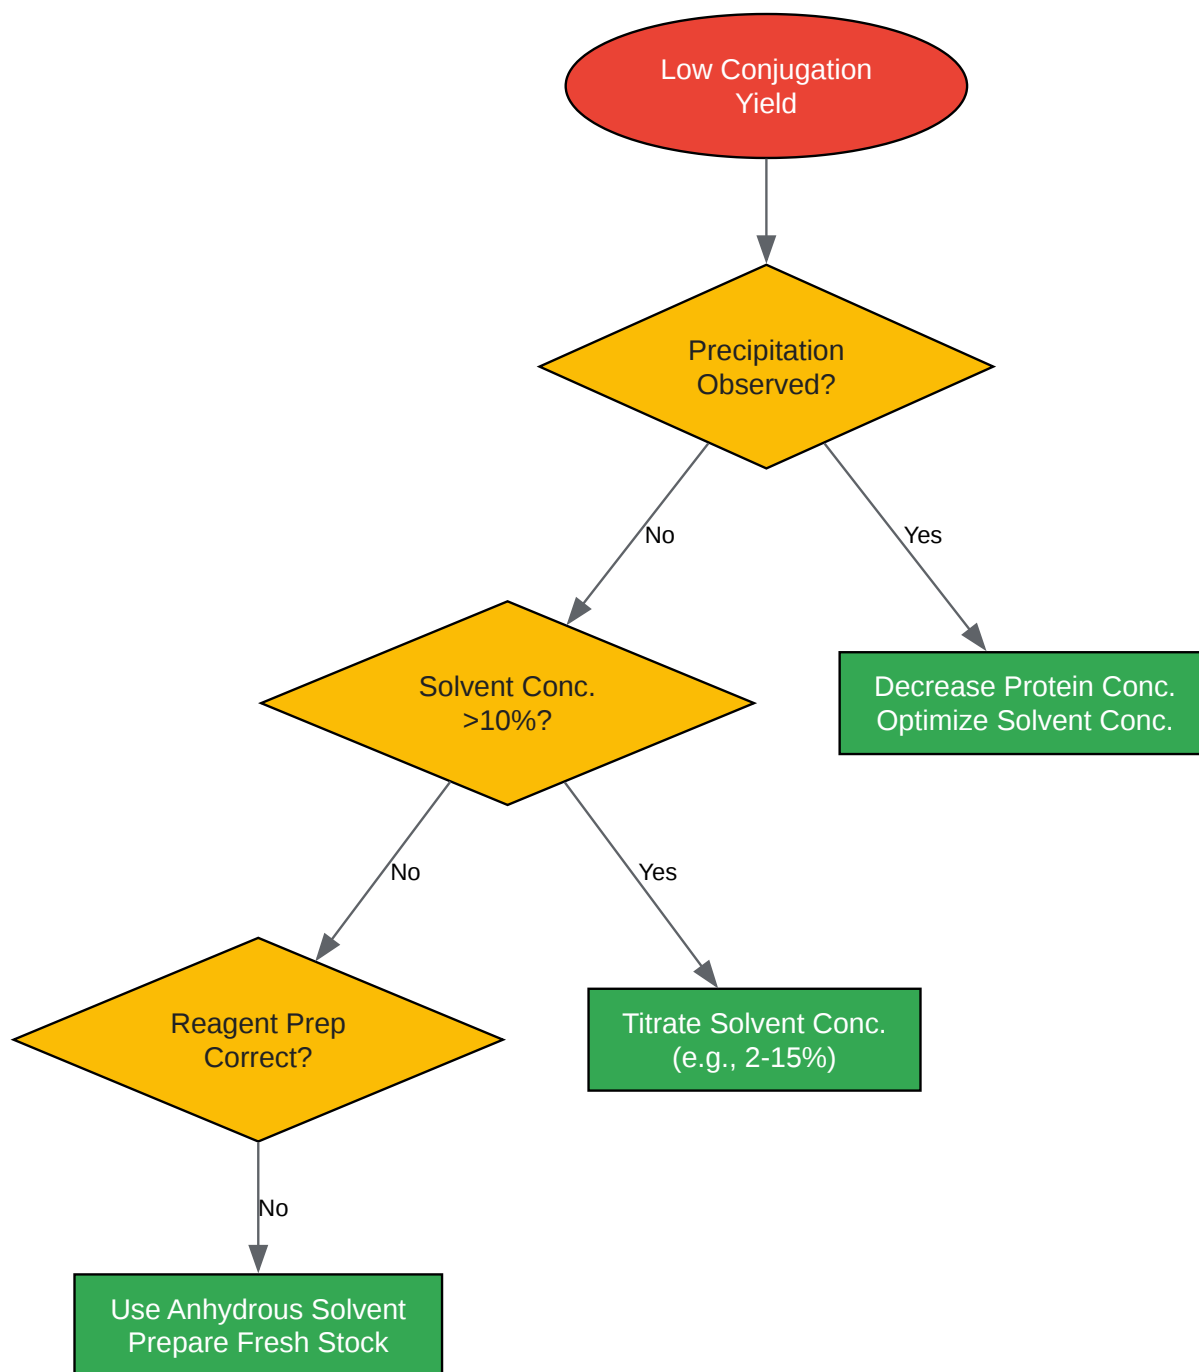 Low Conjugation
Yield
Precipitation
Observed?
No
Yes
Solvent Conc.
>10%?
Decrease Protein Conc.
Optimize Solvent Conc.
No
Yes
Reagent Prep
Correct?
Titrate Solvent Conc.
(e.g., 2-15%)
No
Use Anhydrous Solvent
Prepare Fresh Stock